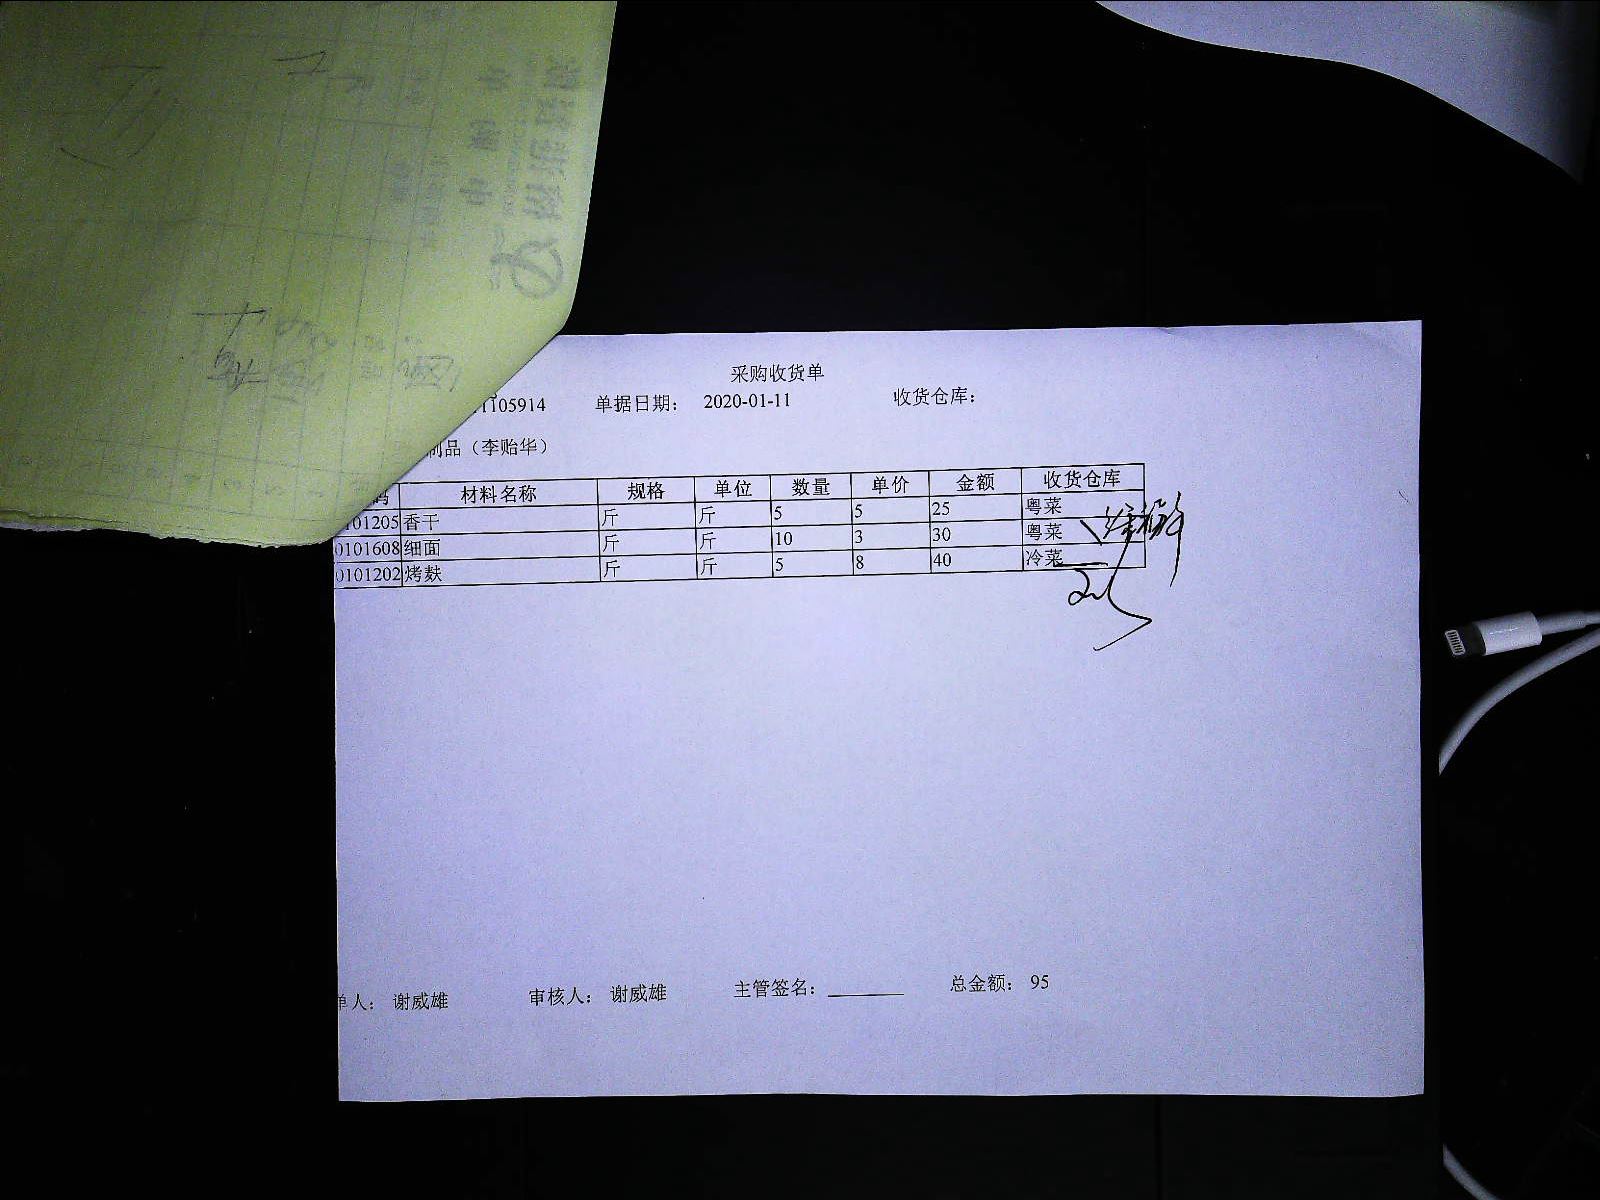 采购收货单
1105914 单据日期： 2020-01-11 收货仓库：
制品（李贻华）
码 材料名称 规格 单位 数量 单价 金额 收货仓库
101205 香干 斤 斤 5 5 25 粤菜
0101608 细面 斤 斤 10 3 30 粤菜
0101202 烤麸 斤 斤 5 8 40 冷菜
单人： 谢威雄 审核人： 谢威雄 主管签名： 总金额： 95